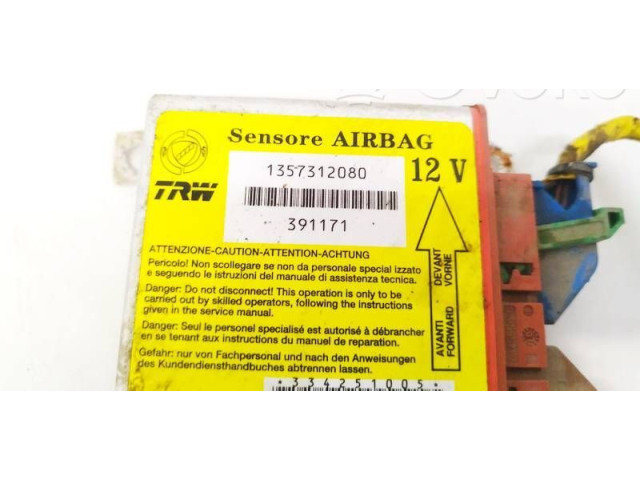 Sensore AIRBAG
1357312080
12 V
TRW
391171
ATTENZIONE-CAUTION-ATTENTION-ACHTUNG
Pericolo! Non scollegare se non da personale special izzato
e seguendo le istruzioni del manuale di assistenza tecnica.
Danger: Do not disconnect! This operation is only to be
carried out by skilled operators, following the instructions
given in the service manual.
Danger: Seul le personel specialisé est autorisé à débrancher
en se tenant aux instructions du manuel de reparation.
Gefahr: nur von Fachpersonal und nach den Anweisungen
des Kundendiensthandbuches abtrennen lassen.
AVANTI DEVANT
FORWARD VORNE
*334251005*